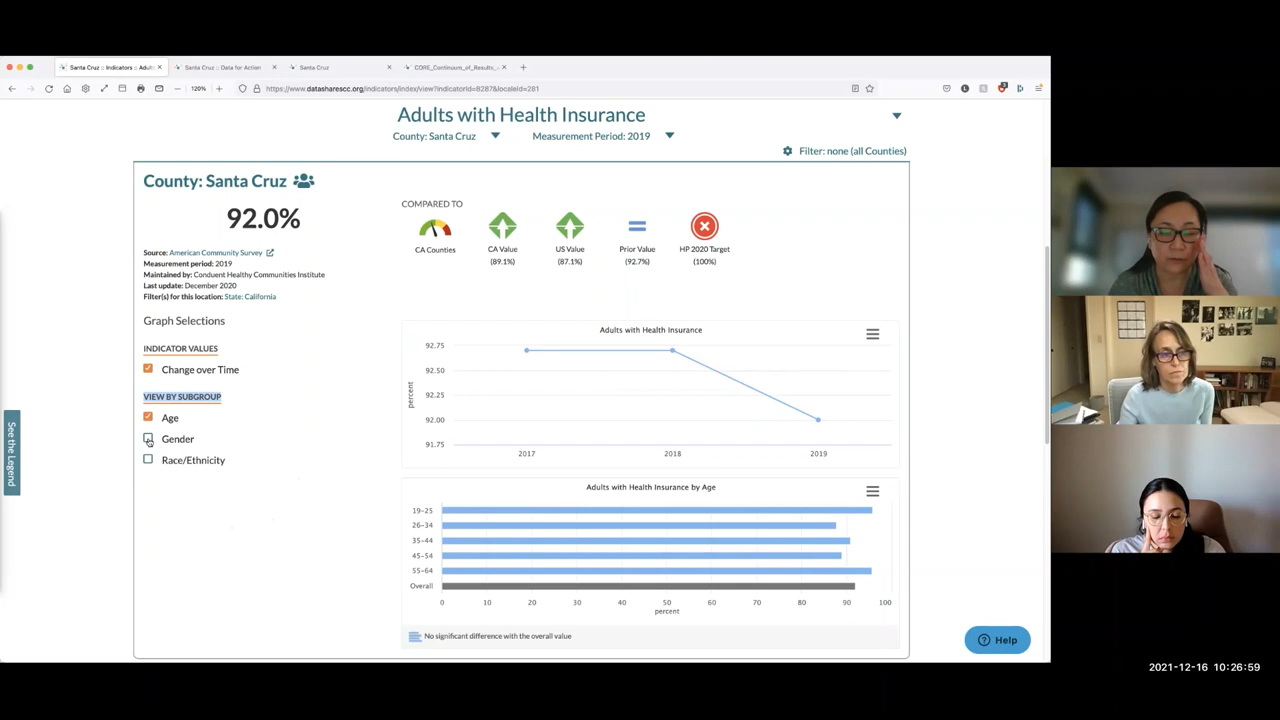 Santa Cruz :: Indicators :: Adult
Santa Cruz :: Data for Action
Santa Cruz
CORE_Continuum_of_Results_
120%
https://www.datasharescc.org/indicators/index/view?indicatorId=8287&localeId=281
Adults with Health Insurance
County: Santa Cruz
Measurement Period: 2019
Filter: none (all Counties)
County: Santa Cruz
92.0%
Source: American Community Survey
Measurement period: 2019
Maintained by: Conduent Healthy Communities Institute
Last update: December 2020
Filter(s) for this location: State: California
Graph Selections
INDICATOR VALUES
Change over Time
VIEW BY SUBGROUP
Age
Gender
Race/Ethnicity
See the Legend
COMPARED TO
CA Counties
CA Value
(89.1%)
US Value
(87.1%)
Prior Value
(92.7%)
HP 2020 Target
(100%)
Adults with Health Insurance
percent
92.75
92.50
92.25
92.00
91.75
2017 2018 2019
Adults with Health Insurance by Age
19-25
26-34
35-44
45-54
55-64
Overall
0 10 20 30 40 50 60 70 80 90 100
percent
No significant difference with the overall value
Help
2021-12-16 10:26:59